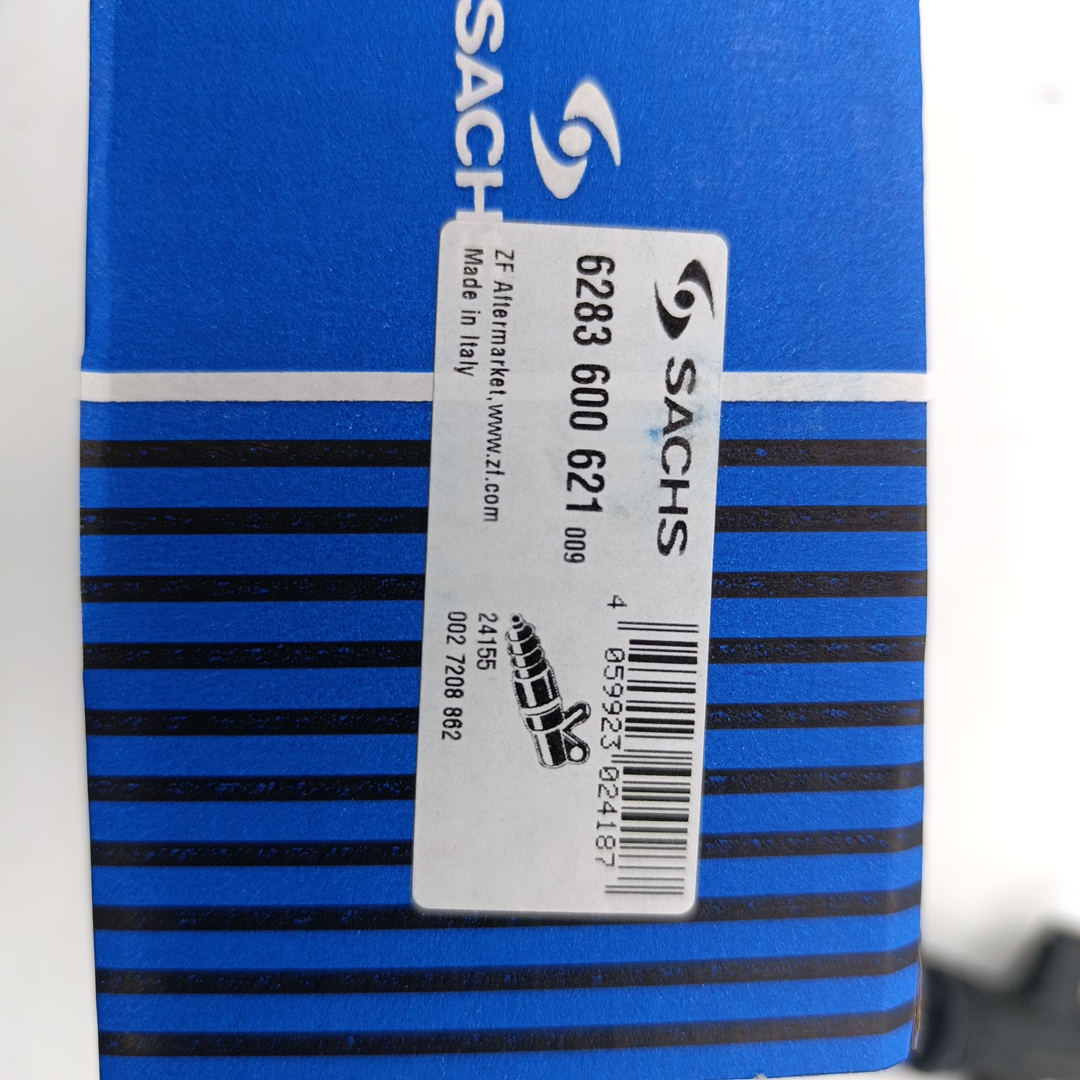 SACH
SACHS
6283 600 621 009
ZF Aftermarket, www.zf.com
Made in Italy
4 059923 024187
24155
002 7208 862